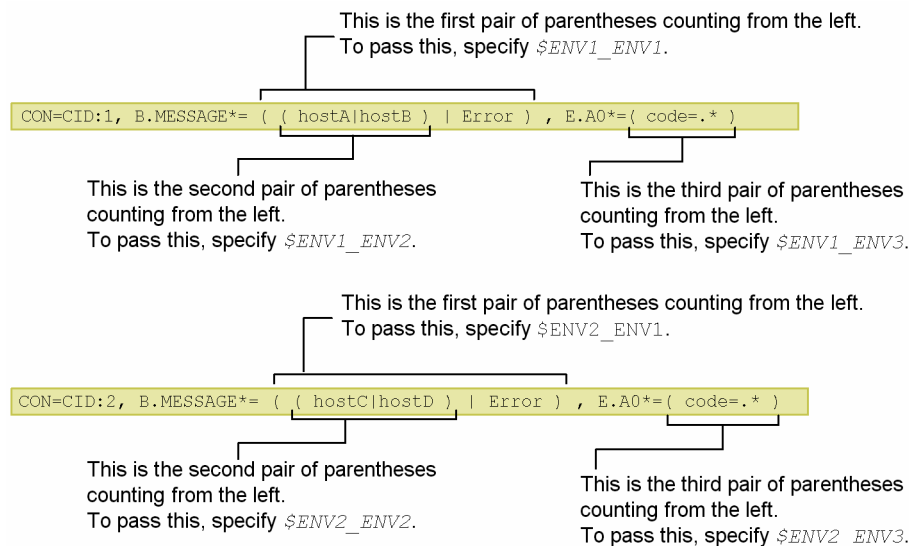 This is the first pair of parentheses counting from the left.
To pass this, specify $ENV1_ENV1.
CON=CID:1, B.MESSAGE*= ( ( hostA|hostB ) | Error ) , E.A0*=( code=.* )
This is the second pair of parentheses
counting from the left.
To pass this, specify $ENV1_ENV2.
This is the third pair of parentheses
counting from the left.
To pass this, specify $ENV1_ENV3.
This is the first pair of parentheses counting from the left.
To pass this, specify $ENV2_ENV1.
CON=CID:2, B.MESSAGE*= ( ( hostC|hostD ) | Error ) , E.A0*=( code=.* )
This is the second pair of parentheses
counting from the left.
To pass this, specify $ENV2_ENV2.
This is the third pair of parentheses
counting from the left.
To pass this, specify $ENV2_ENV3.